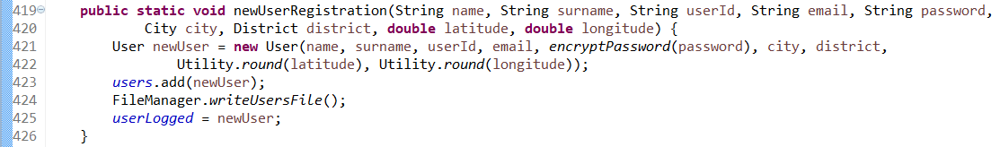 419 public static void newUserRegistration(String name, String surname, String userId, String email, String password,
420 City city, District district, double latitude, double longitude) {
421 User newUser = new User(name, surname, userId, email, encryptPassword(password), city, district,
422 Utility.round(latitude), Utility.round(longitude));
423 users.add(newUser);
424 FileManager.writeUsersFile();
425 userLogged = newUser;
426 }